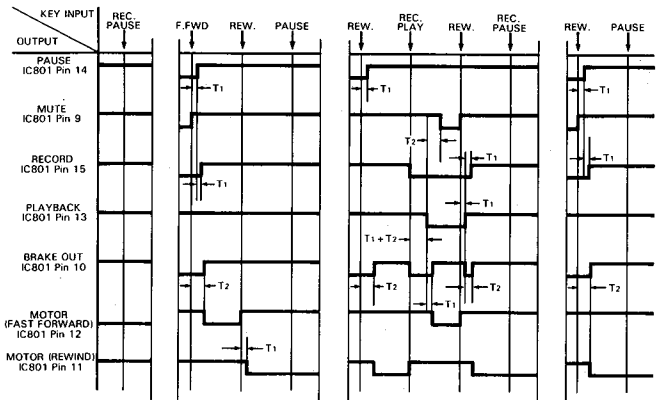 KEY INPUT
OUTPUT
REC.
PAUSE
F.FWD
REW.
PAUSE
REW.
REC.
PLAY
REW.
REC.
PAUSE
REW.
PAUSE
PAUSE
IC801 Pin 14
T1
T1
T1
MUTE
IC801 Pin 9
T2
T1
T1
RECORD
IC801 Pin 15
T1
PLAYBACK
IC801 Pin 13
T1
T1+T2
BRAKE OUT
IC801 Pin 10
T2
T2
T2
T2
T1
MOTOR
(FAST FORWARD)
IC801 Pin 12
T1
MOTOR (REWIND)
IC801 Pin 11